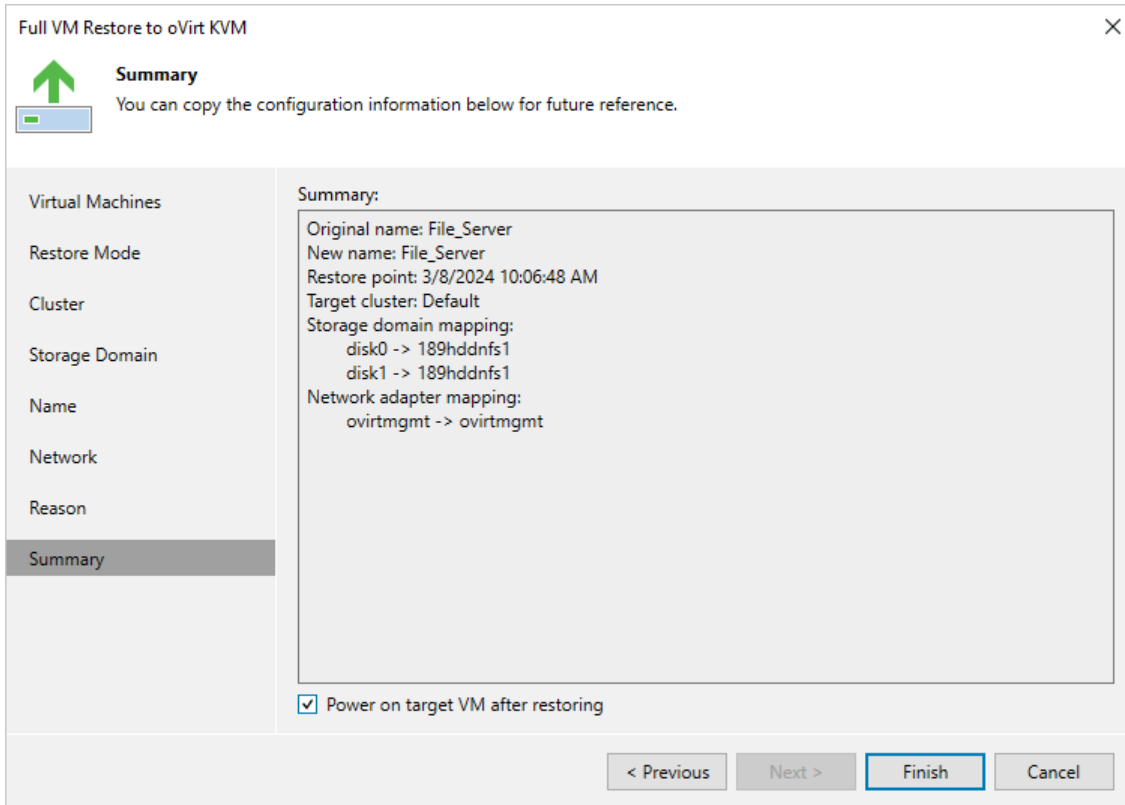 Full VM Restore to oVirt KVM
Summary
You can copy the configuration information below for future reference.
Virtual Machines
Restore Mode
Cluster
Storage Domain
Name
Network
Reason
Summary
Summary:
Original name: File_Server
New name: File_Server
Restore point: 3/8/2024 10:06:48 AM
Target cluster: Default
Storage domain mapping:
disk0 -> 189hddnfs1
disk1 -> 189hddnfs1
Network adapter mapping:
ovirtmgmt -> ovirtmgmt
Power on target VM after restoring
< Previous
Next >
Finish
Cancel